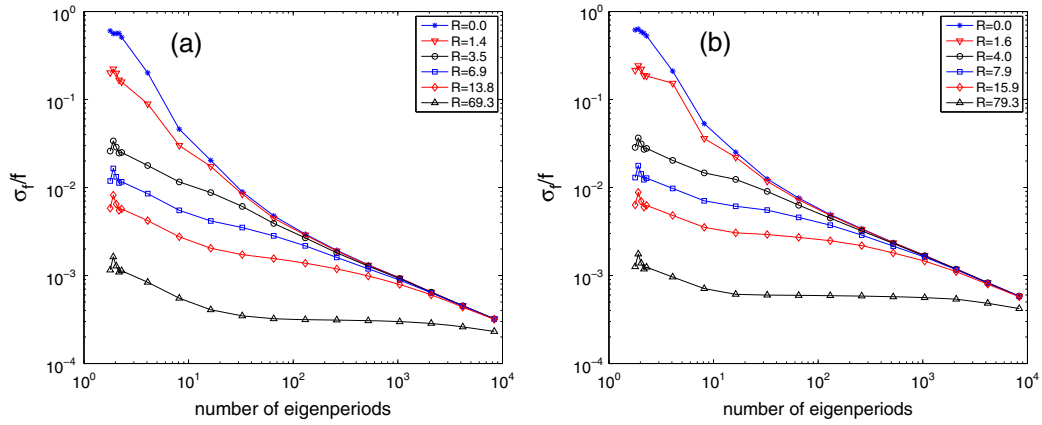 (a)
R=0.0
R=1.4
R=3.5
R=6.9
R=13.8
R=69.3
10^0
10^-1
10^-2
10^-3
10^-4
σ_f/f
10^0 10^1 10^2 10^3 10^4
number of eigenperiods
(b)
R=0.0
R=1.6
R=4.0
R=7.9
R=15.9
R=79.3
10^0
10^-1
10^-2
10^-3
10^-4
σ_f/f
10^0 10^1 10^2 10^3 10^4
number of eigenperiods